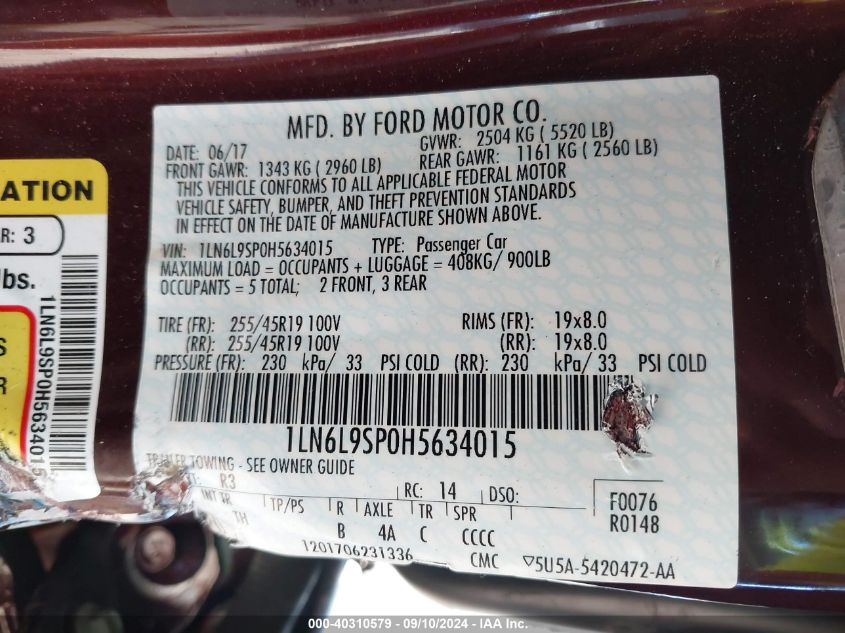 MFD. BY FORD MOTOR CO.
DATE: 06/17 GVWR: 2504 KG ( 5520 LB)
FRONT GAWR: 1343 KG ( 2960 LB) REAR GAWR: 1161 KG ( 2560 LB)
THIS VEHICLE CONFORMS TO ALL APPLICABLE FEDERAL MOTOR
VEHICLE SAFETY, BUMPER, AND THEFT PREVENTION STANDARDS
IN EFFECT ON THE DATE OF MANUFACTURE SHOWN ABOVE.
VIN: 1LN6L9SP0H5634015 TYPE: Passenger Car
MAXIMUM LOAD = OCCUPANTS + LUGGAGE = 408KG/ 900LB
OCCUPANTS = 5 TOTAL; 2 FRONT, 3 REAR
TIRE (FR): 255/45R19 100V RIMS (FR): 19x8.0
(RR): 255/45R19 100V (RR): 19x8.0
PRESSURE (FR): 230 kPa/ 33 PSI COLD (RR): 230 kPa/ 33 PSI COLD
1LN6L9SP0H5634015
TRAILER TOWING - SEE OWNER GUIDE
R3 RC: 14 DSO: F0076
INT TR TP/PS R AXLE TR SPR R0148
TH B 4A C CCCC
1201706231336 CMC ▽5U5A-5420472-AA
ATION
R: 3
lbs.
S
R
1LN6L9SP0H5634015
000-40310579 - 09/10/2024 - IAA Inc.